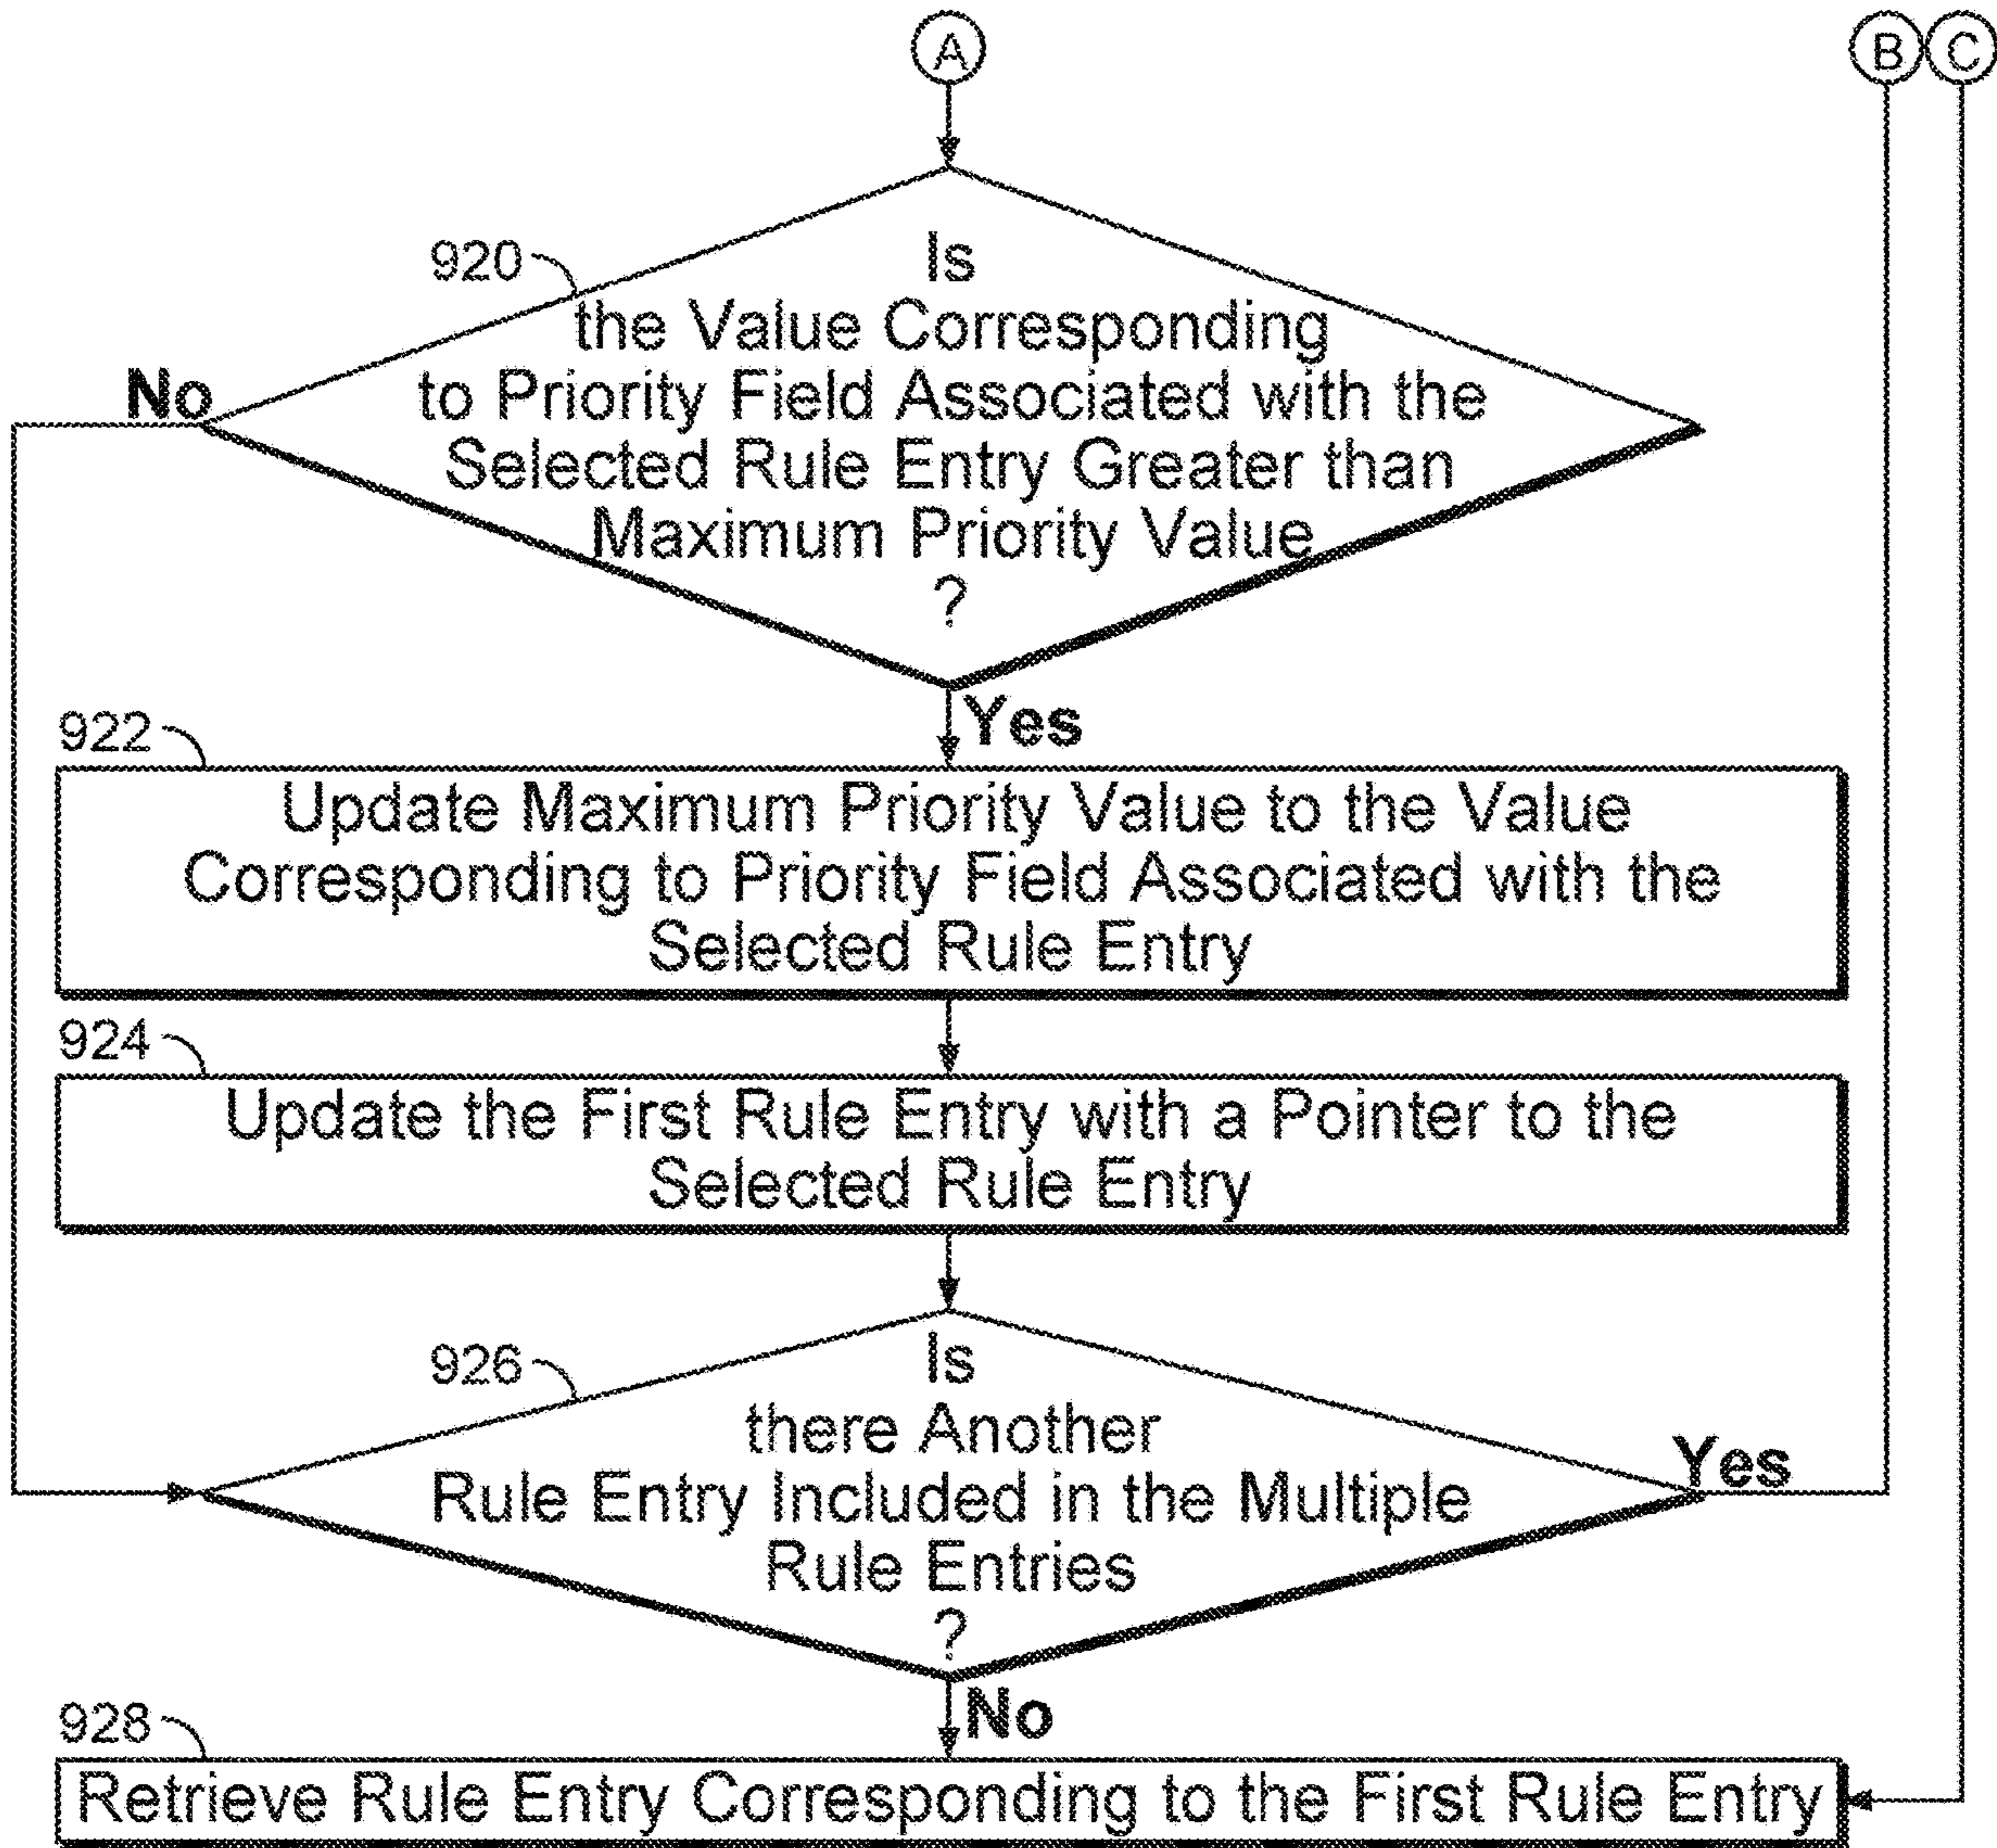 A
B
C
920
Is
the Value Corresponding
to Priority Field Associated with the
Selected Rule Entry Greater than
Maximum Priority Value
?
No
Yes
922
Update Maximum Priority Value to the Value
Corresponding to Priority Field Associated with the
Selected Rule Entry
924
Update the First Rule Entry with a Pointer to the
Selected Rule Entry
926
Is
there Another
Rule Entry Included in the Multiple
Rule Entries
?
Yes
No
928
Retrieve Rule Entry Corresponding to the First Rule Entry